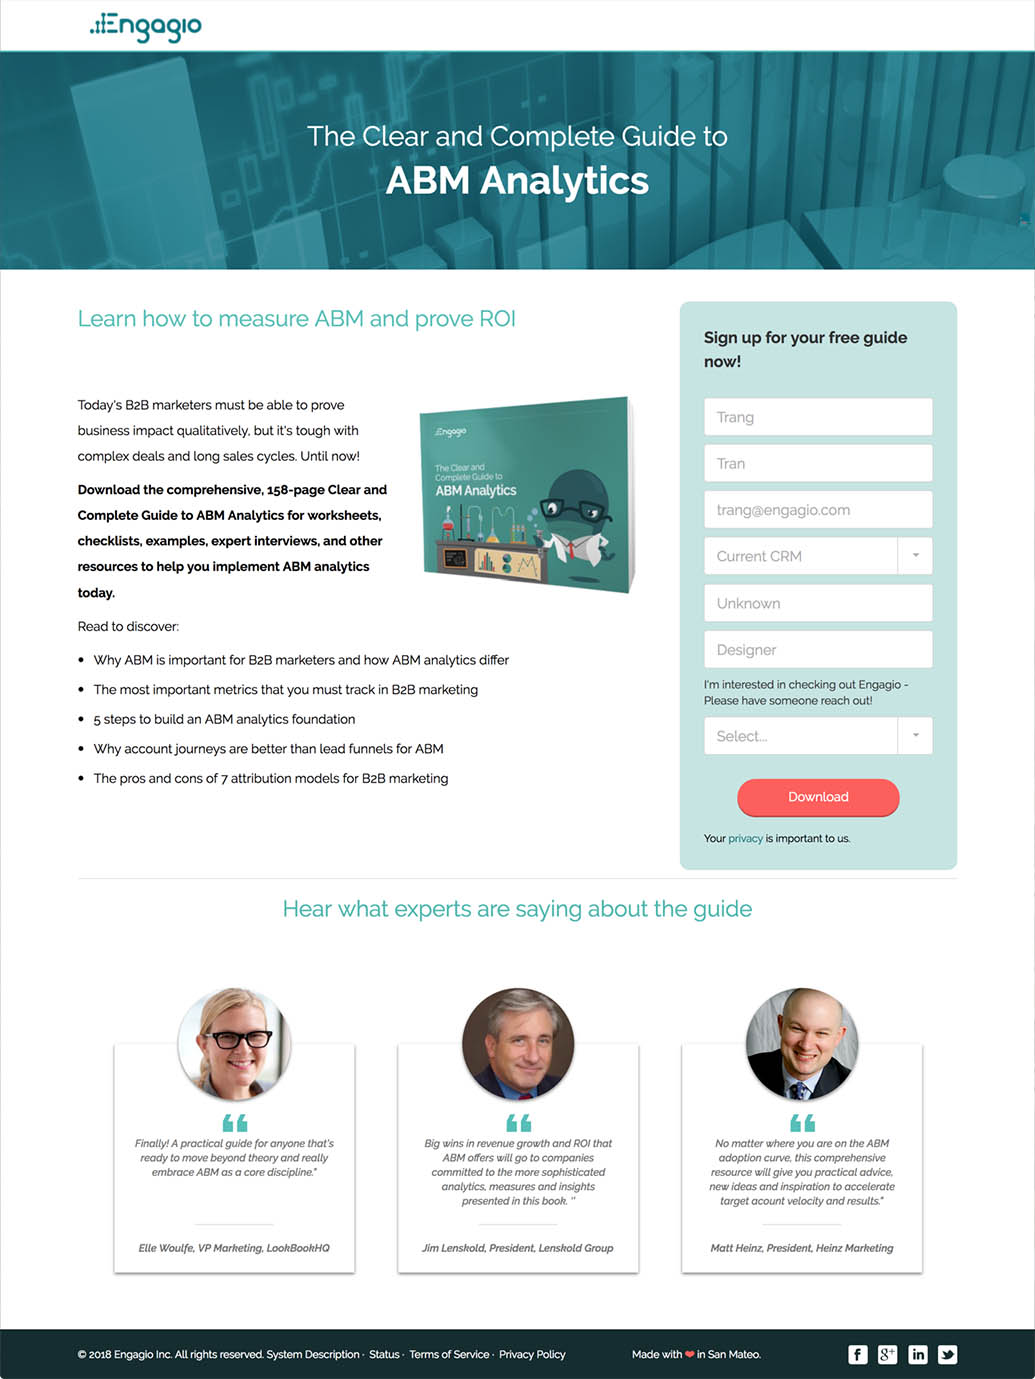 Engagio
The Clear and Complete Guide to
ABM Analytics
Learn how to measure ABM and prove ROI
Today's B2B marketers must be able to prove
business impact qualitatively, but it's tough with
complex deals and long sales cycles. Until now!
Download the comprehensive, 158-page Clear and
Complete Guide to ABM Analytics for worksheets,
checklists, examples, expert interviews, and other
resources to help you implement ABM analytics
today.
Engagio
The Clear and
Complete Guide to
ABM Analytics
Read to discover:
• Why ABM is important for B2B marketers and how ABM analytics differ
• The most important metrics that you must track in B2B marketing
• 5 steps to build an ABM analytics foundation
• Why account journeys are better than lead funnels for ABM
• The pros and cons of 7 attribution models for B2B marketing
Sign up for your free guide
now!
Trang
Tran
trang@engagio.com
Current CRM
Unknown
Designer
I'm interested in checking out Engagio -
Please have someone reach out!
Select...
Download
Your privacy is important to us.
Hear what experts are saying about the guide
Finally! A practical guide for anyone that's
ready to move beyond theory and really
embrace ABM as a core discipline."
Elle Woulfe, VP Marketing, LookBookHQ
Big wins in revenue growth and ROI that
ABM offers will go to companies
committed to the more sophisticated
analytics, measures and insights
presented in this book. "
Jim Lenskold, President, Lenskold Group
No matter where you are on the ABM
adoption curve, this comprehensive
resource will give you practical advice,
new ideas and inspiration to accelerate
target acount velocity and results."
Matt Heinz, President, Heinz Marketing
© 2018 Engagio Inc. All rights reserved. System Description · Status · Terms of Service · Privacy Policy
Made with ❤ in San Mateo.